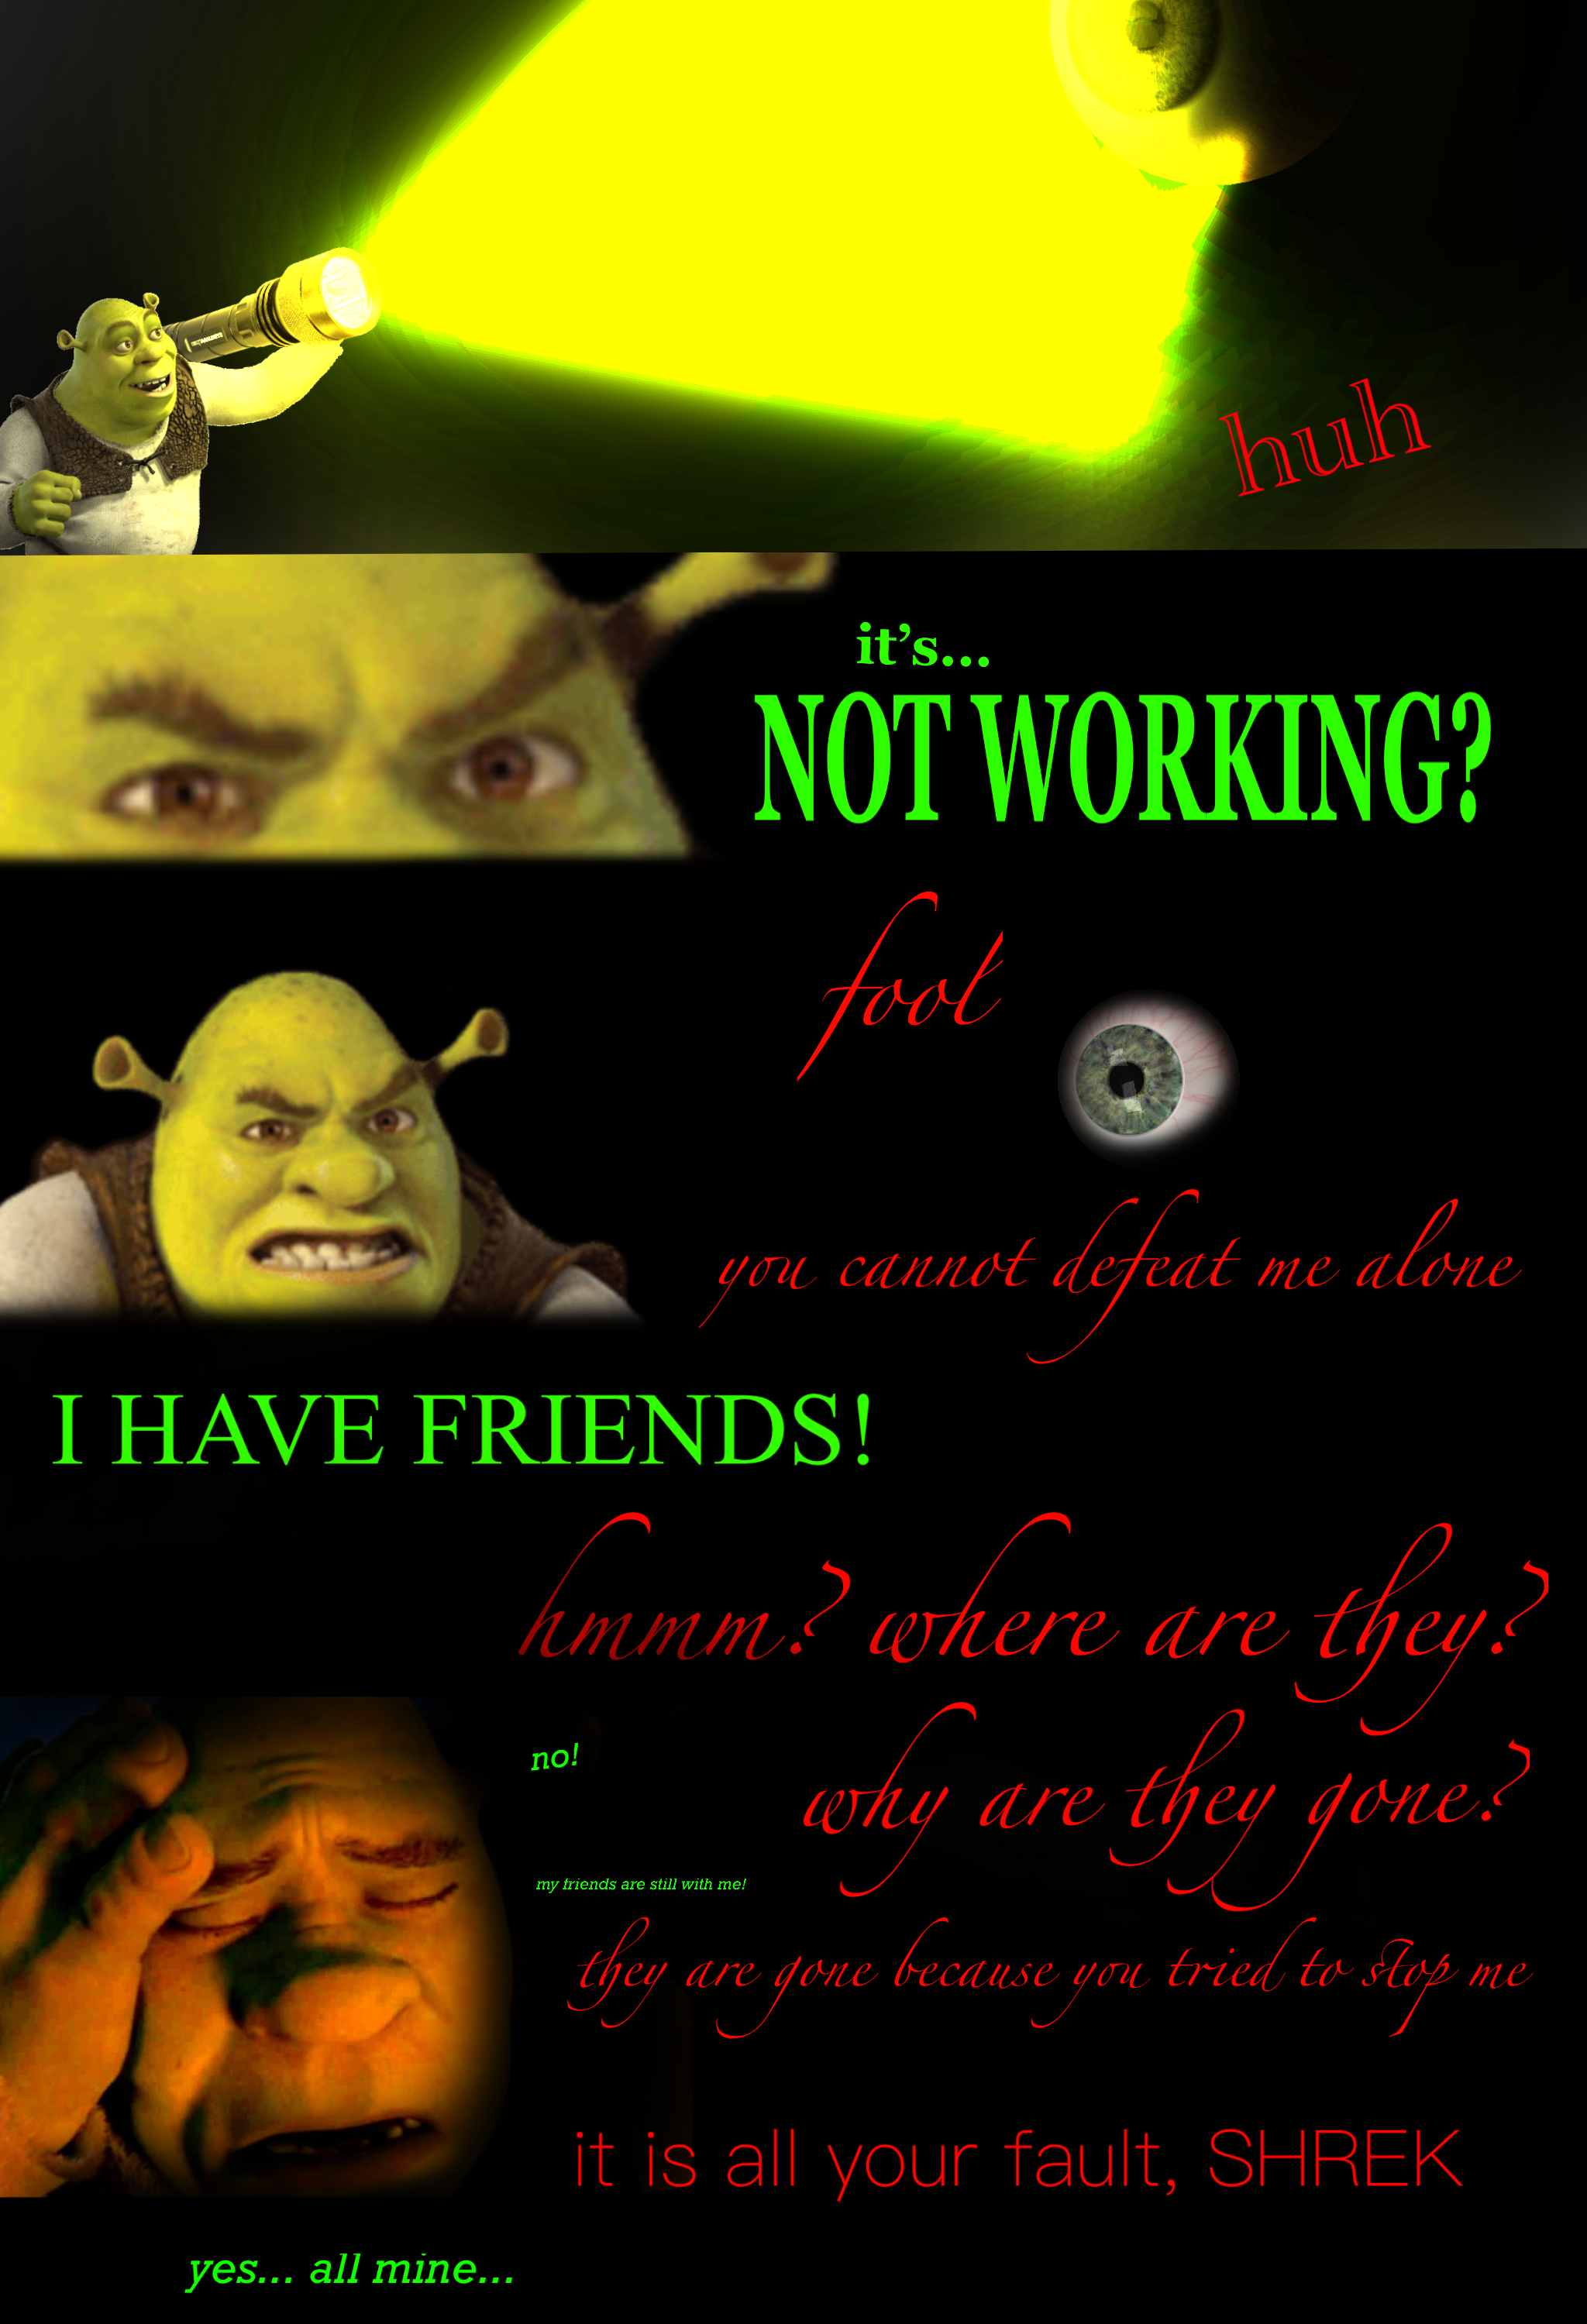 huh
it's...
NOT WORKING?
fool
you cannot defeat me alone
I HAVE FRIENDS!
hmmm? where are they?
no!
why are they gone?
my friends are still with me!
they are gone because you tried to stop me
it is all your fault, SHREK
yes... all mine...